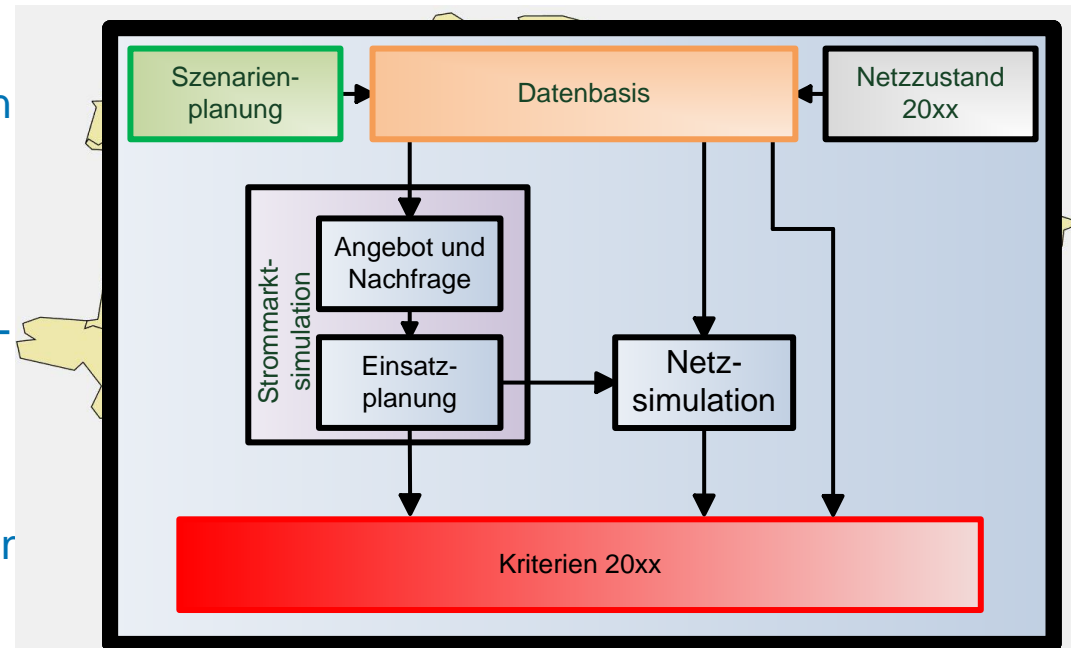 Szenarien-
planung
Datenbasis
Netzzustand
20xx
Strommarkt-
simulation
Angebot und
Nachfrage
Einsatz-
planung
Netz-
simulation
Kriterien 20xx